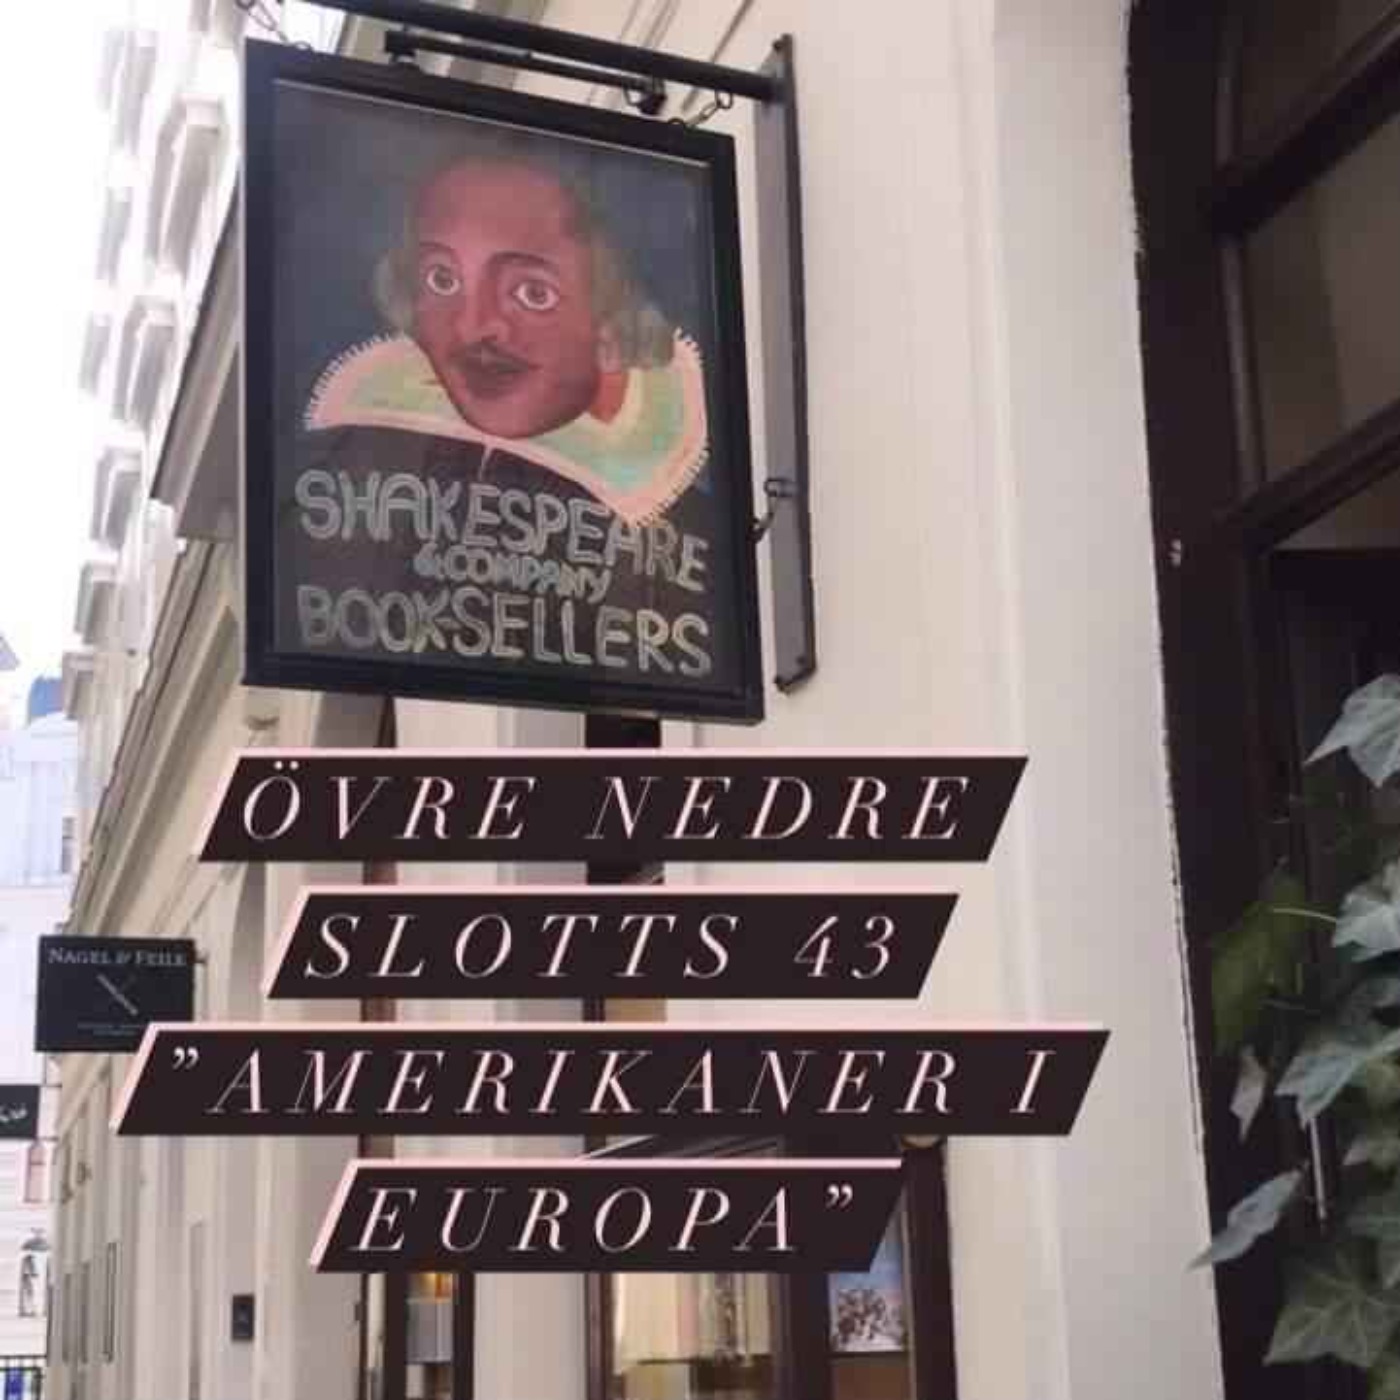 SHAKESPEARE
&COMPANY
BOOKSELLERS
ÖVRE NEDRE
SLOTTS 43
”AMERIKANER I
EUROPA”
NAGEL & FEILE